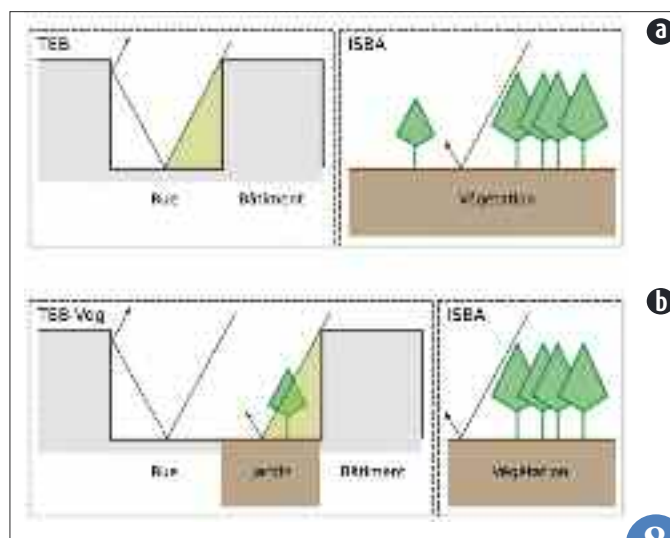 TEB
ISBA
a
Rue
Bâtiment
Végétation
TEB-Veg
ISBA
b
Rue
Jardin
Bâtiment
Végétation